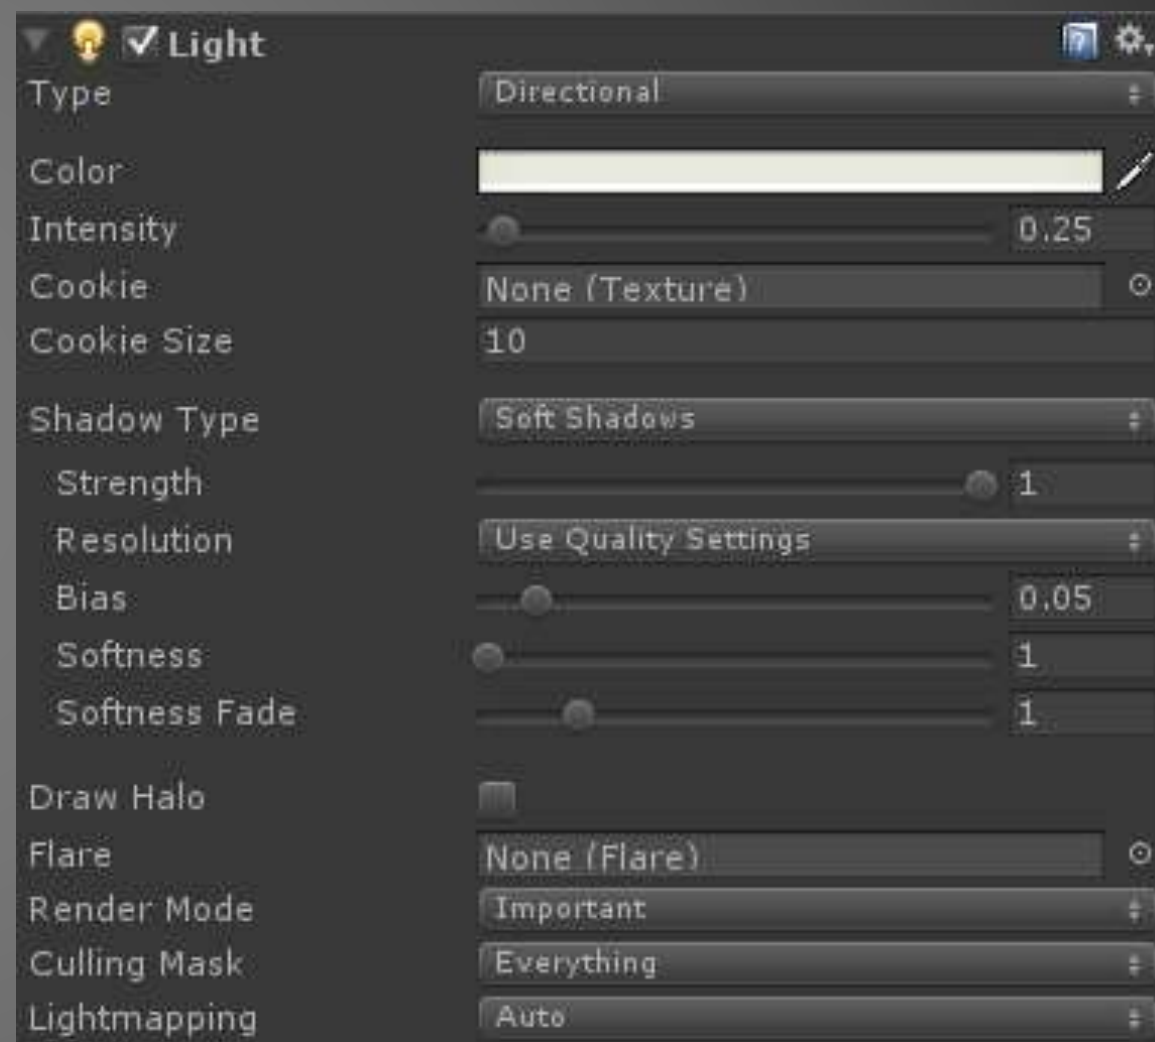 Light
Type Directional
Color
Intensity 0.25
Cookie None (Texture)
Cookie Size 10
Shadow Type Soft Shadows
Strength 1
Resolution Use Quality Settings
Bias 0.05
Softness 1
Softness Fade 1
Draw Halo
Flare None (Flare)
Render Mode Important
Culling Mask Everything
Lightmapping Auto